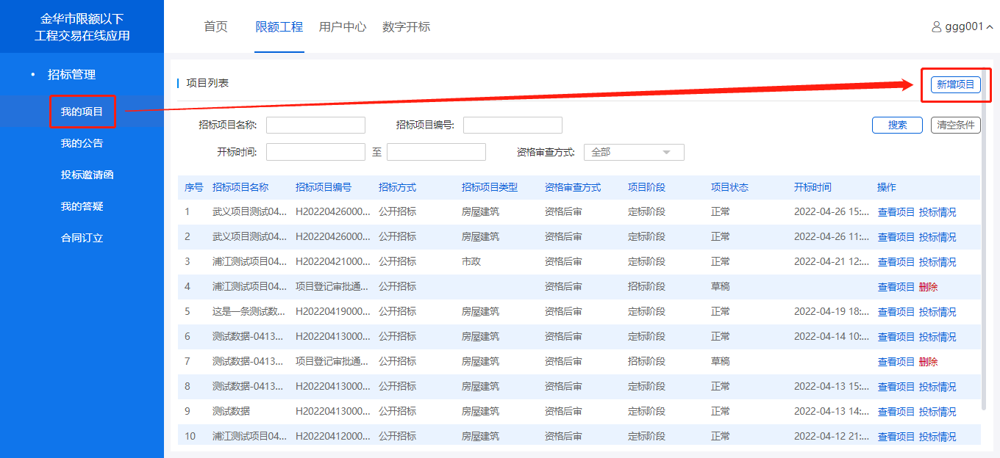 金华市限额以下
工程交易在线应用
首页 限额工程 用户中心 数字开标
ggg001
招标管理
我的项目
我的公告
投标邀请函
我的答疑
合同订立
项目列表
新增项目
招标项目名称:
招标项目编号:
搜索 清空条件
开标时间: 至
资格审查方式: 全部
序号 招标项目名称 招标项目编号 招标方式 招标项目类型 资格审查方式 项目阶段 项目状态 开标时间 操作
1 武义项目测试04... H20220426000... 公开招标 房屋建筑 资格后审 定标阶段 正常 2022-04-26 15:... 查看项目 投标情况
2 武义项目测试04... H20220426000... 公开招标 房屋建筑 资格后审 定标阶段 正常 2022-04-26 11:... 查看项目 投标情况
3 浦江测试项目04... H20220421000... 公开招标 市政 资格后审 定标阶段 正常 2022-04-21 12:... 查看项目 投标情况
4 浦江测试项目04... 项目登记审批通... 公开招标 资格后审 招标阶段 草稿 查看项目 删除
5 这是一条测试数... H20220419000... 公开招标 房屋建筑 资格后审 定标阶段 正常 2022-04-19 18:... 查看项目 投标情况
6 测试数据-0413... H20220413000... 公开招标 房屋建筑 资格后审 定标阶段 正常 2022-04-14 10:... 查看项目 投标情况
7 测试数据-0413... 项目登记审批通... 公开招标 房屋建筑 资格后审 招标阶段 草稿 查看项目 删除
8 测试数据-0413... H20220413000... 公开招标 房屋建筑 资格后审 定标阶段 正常 2022-04-13 15:... 查看项目 投标情况
9 测试数据 H20220413000... 公开招标 房屋建筑 资格后审 定标阶段 正常 2022-04-13 14:... 查看项目 投标情况
10 浦江测试项目04... H20220412000... 公开招标 房屋建筑 资格后审 定标阶段 正常 2022-04-12 21:... 查看项目 投标情况